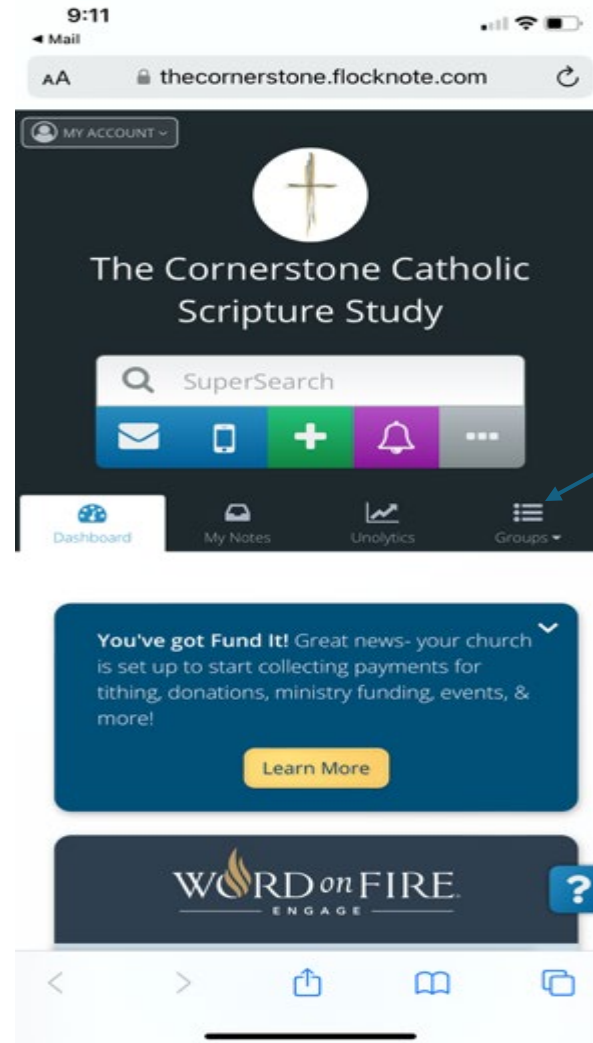 9:11
◄ Mail
AA thecornerstone.flocknote.com
MY ACCOUNT
The Cornerstone Catholic
Scripture Study
SuperSearch
Dashboard My Notes Unolytics Groups
You've got Fund It! Great news- your church
is set up to start collecting payments for
tithing, donations, ministry funding, events, &
more!
Learn More
WORD on FIRE
ENGAGE
?